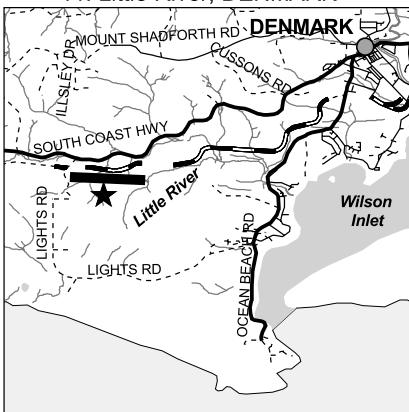 DENMARK
MOUNT SHADFORTH RD
ILLSLEY DR
CUSSONS RD
SOUTH COAST HWY
Little River
Wilson
Inlet
LIGHTS RD
LIGHTS RD
OCEAN BEACH RD